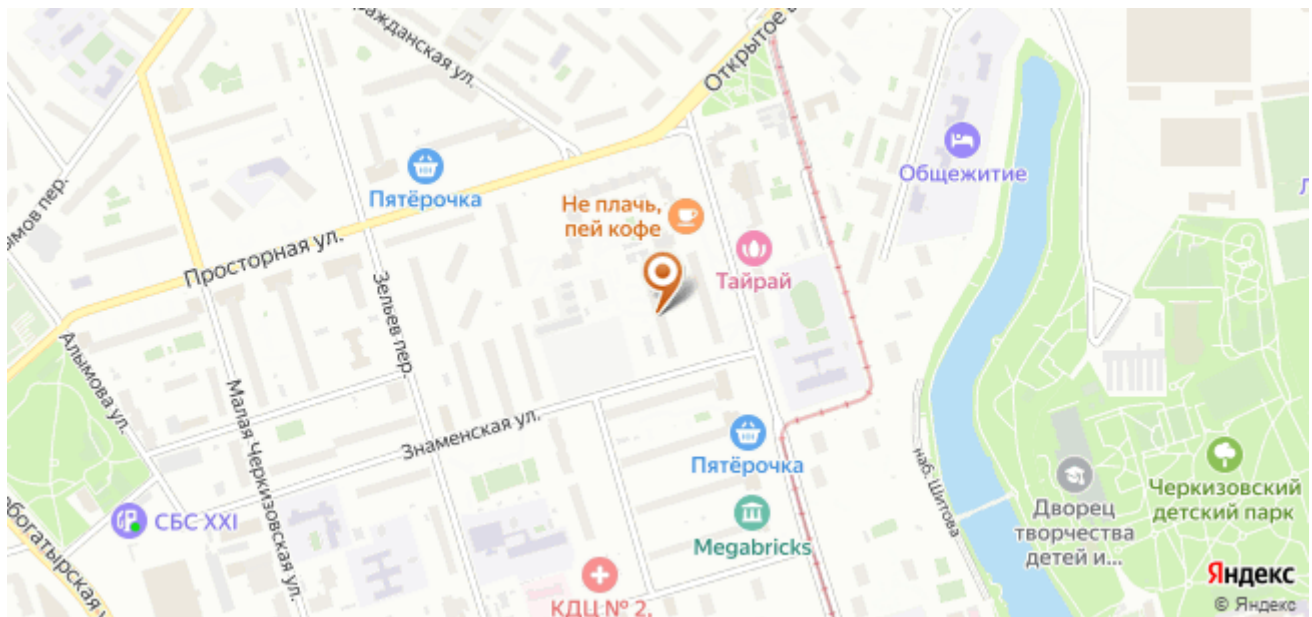 жданская ул.
Открытое
Общежитие
Пятёрочка
Не плачь,
пей кофе
Тайрай
Просторная ул.
Зельев пер.
Алымова ул.
Малая Черкизовская ул.
Знаменская ул.
Пятёрочка
наб. Шитова
Черкизовский
детский парк
Дворец
творчества
детей и...
СБС XXI
Megabricks
богатырская
КДЦ № 2,
Яндекс
© Яндекс